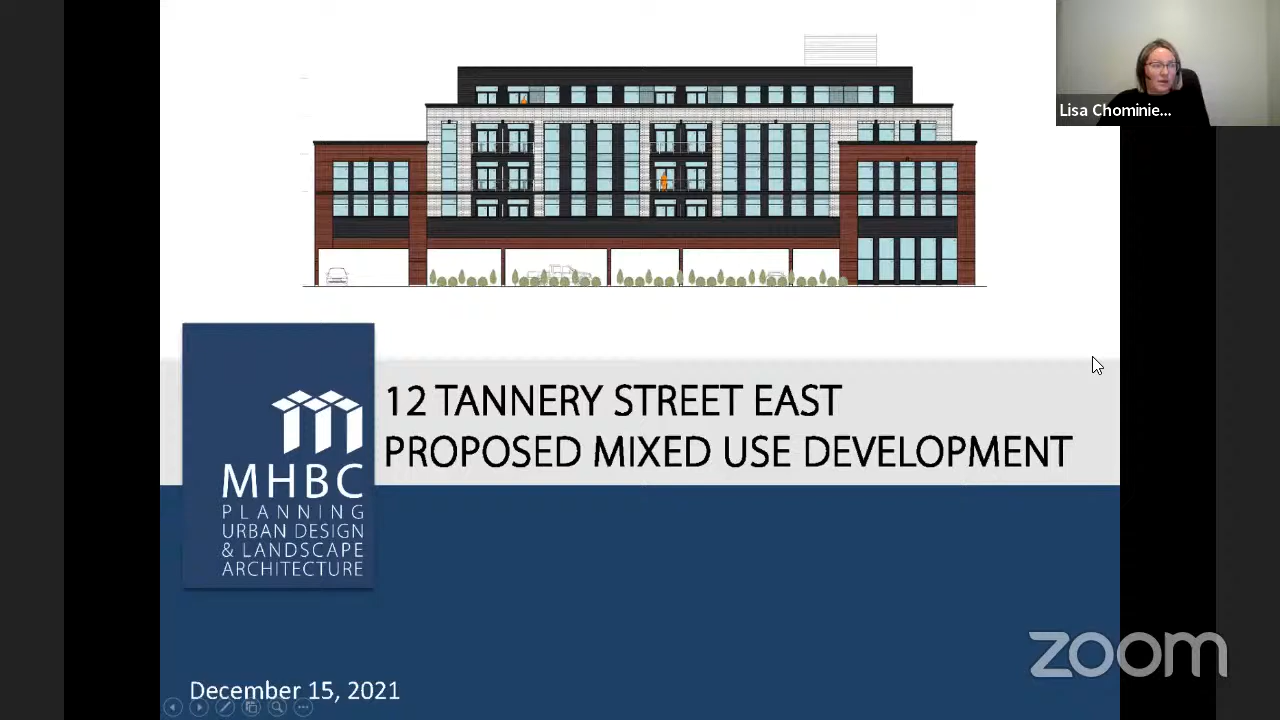 Lisa Chominie...
12 TANNERY STREET EAST
PROPOSED MIXED USE DEVELOPMENT
MHBC
PLANNING
URBAN DESIGN
& LANDSCAPE
ARCHITECTURE
zoom
December 15, 2021